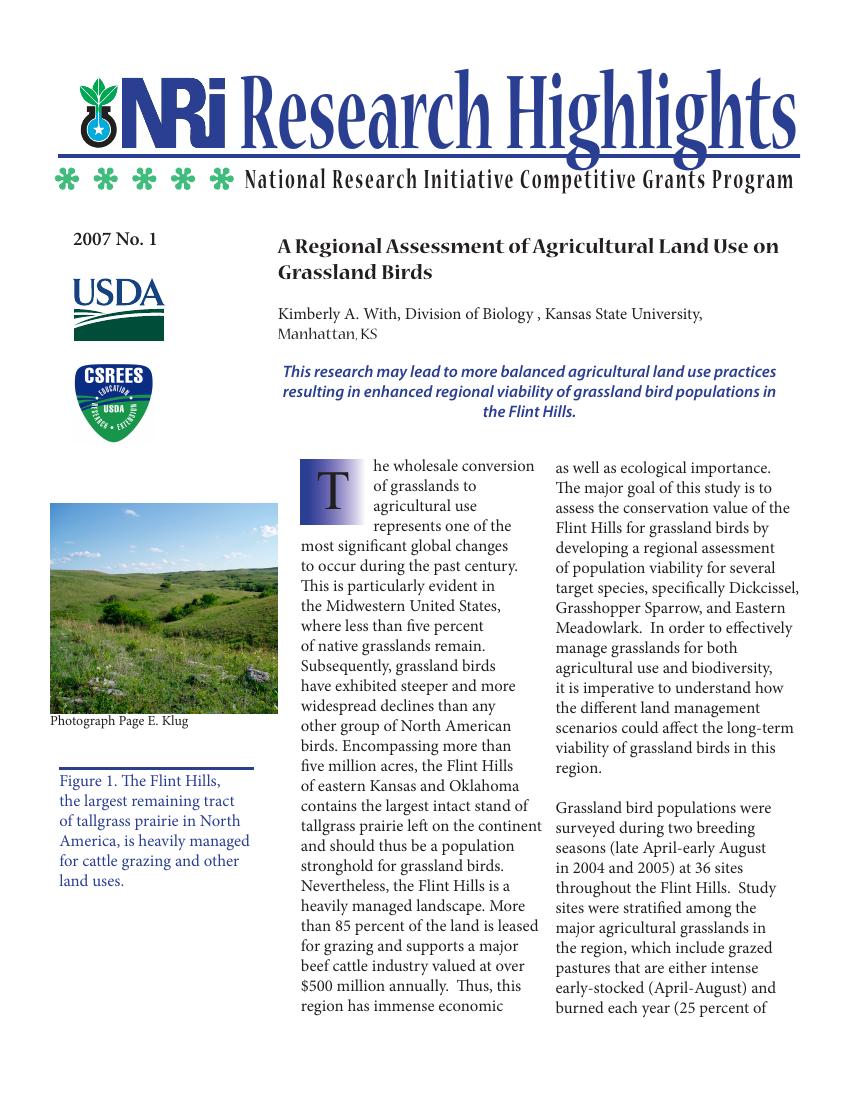 NRi Research Highlights
National Research Initiative Competitive Grants Program
2007 No. 1
USDA
CSREES
EDUCATION
USDA
RESEARCH • EXTENSION
A Regional Assessment of Agricultural Land Use on
Grassland Birds
Kimberly A. With, Division of Biology , Kansas State University,
Manhattan, KS
This research may lead to more balanced agricultural land use practices
resulting in enhanced regional viability of grassland bird populations in
the Flint Hills.
Photograph Page E. Klug
Figure 1. The Flint Hills,
the largest remaining tract
of tallgrass prairie in North
America, is heavily managed
for cattle grazing and other
land uses.
The wholesale conversion
of grasslands to
agricultural use
represents one of the
most significant global changes
to occur during the past century.
This is particularly evident in
the Midwestern United States,
where less than five percent
of native grasslands remain.
Subsequently, grassland birds
have exhibited steeper and more
widespread declines than any
other group of North American
birds. Encompassing more than
five million acres, the Flint Hills
of eastern Kansas and Oklahoma
contains the largest intact stand of
tallgrass prairie left on the continent
and should thus be a population
stronghold for grassland birds.
Nevertheless, the Flint Hills is a
heavily managed landscape. More
than 85 percent of the land is leased
for grazing and supports a major
beef cattle industry valued at over
$500 million annually.  Thus, this
region has immense economic
as well as ecological importance.
The major goal of this study is to
assess the conservation value of the
Flint Hills for grassland birds by
developing a regional assessment
of population viability for several
target species, specifically Dickcissel,
Grasshopper Sparrow, and Eastern
Meadowlark.  In order to effectively
manage grasslands for both
agricultural use and biodiversity,
it is imperative to understand how
the different land management
scenarios could affect the long-term
viability of grassland birds in this
region.
Grassland bird populations were
surveyed during two breeding
seasons (late April-early August
in 2004 and 2005) at 36 sites
throughout the Flint Hills.  Study
sites were stratified among the
major agricultural grasslands in
the region, which include grazed
pastures that are either intense
early-stocked (April-August) and
burned each year (25 percent of